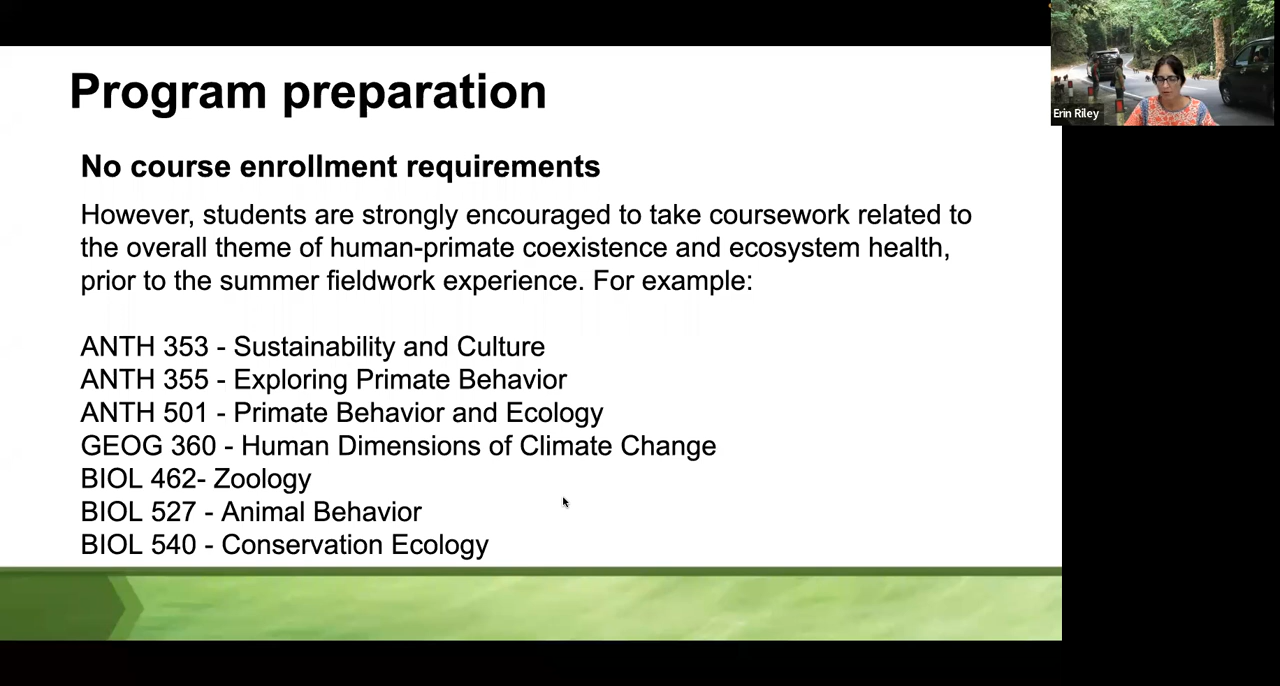 Program preparation
No course enrollment requirements
However, students are strongly encouraged to take coursework related to
the overall theme of human-primate coexistence and ecosystem health,
prior to the summer fieldwork experience. For example:
ANTH 353 - Sustainability and Culture
ANTH 355 - Exploring Primate Behavior
ANTH 501 - Primate Behavior and Ecology
GEOG 360 - Human Dimensions of Climate Change
BIOL 462- Zoology
BIOL 527 - Animal Behavior
BIOL 540 - Conservation Ecology
Erin Riley